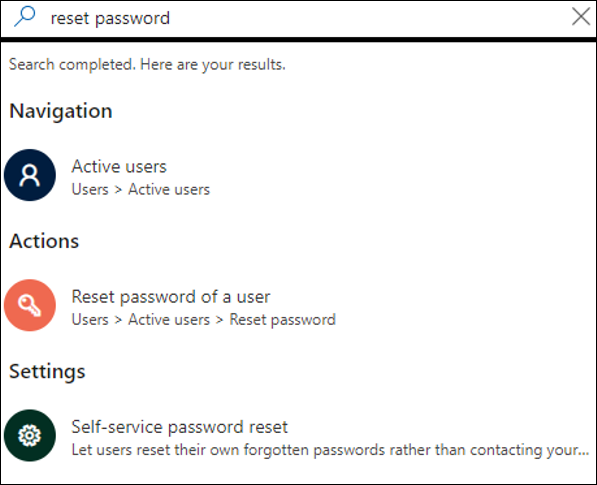 reset password
Search completed. Here are your results.
Navigation
Active users
Users > Active users
Actions
Reset password of a user
Users > Active users > Reset password
Settings
Self-service password reset
Let users reset their own forgotten passwords rather than contacting your...